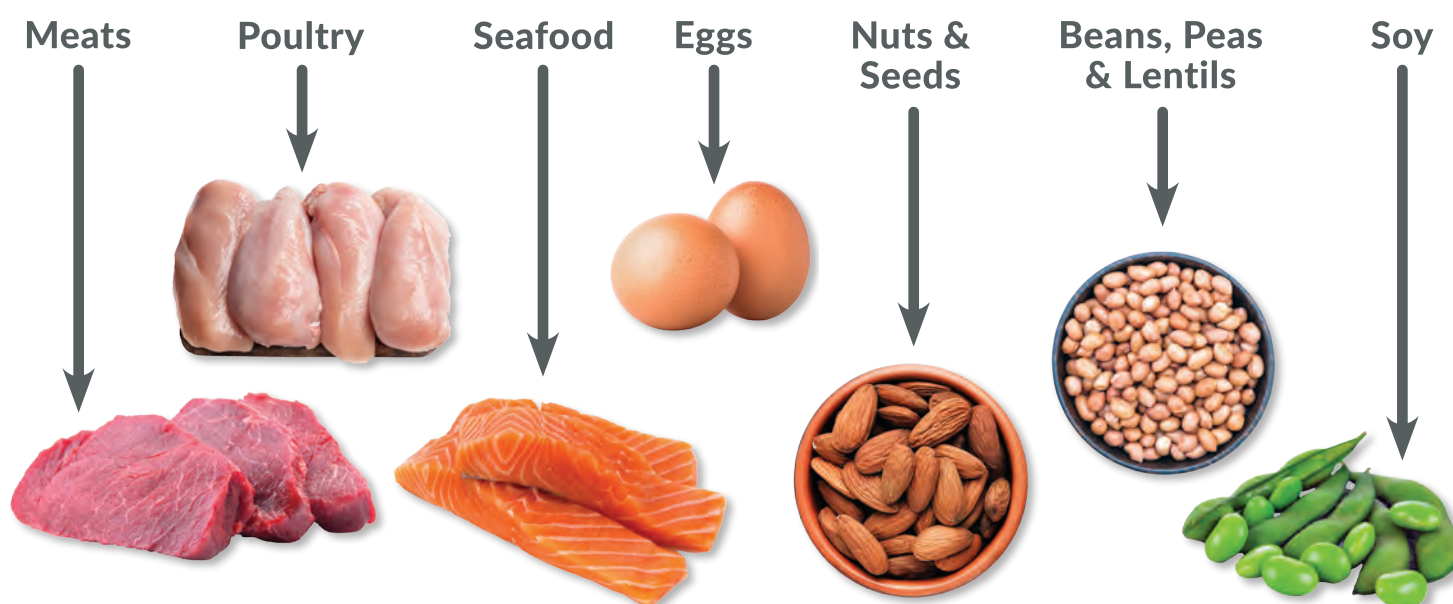 Meats
Poultry
Seafood
Eggs
Nuts &
Seeds
Beans, Peas
& Lentils
Soy